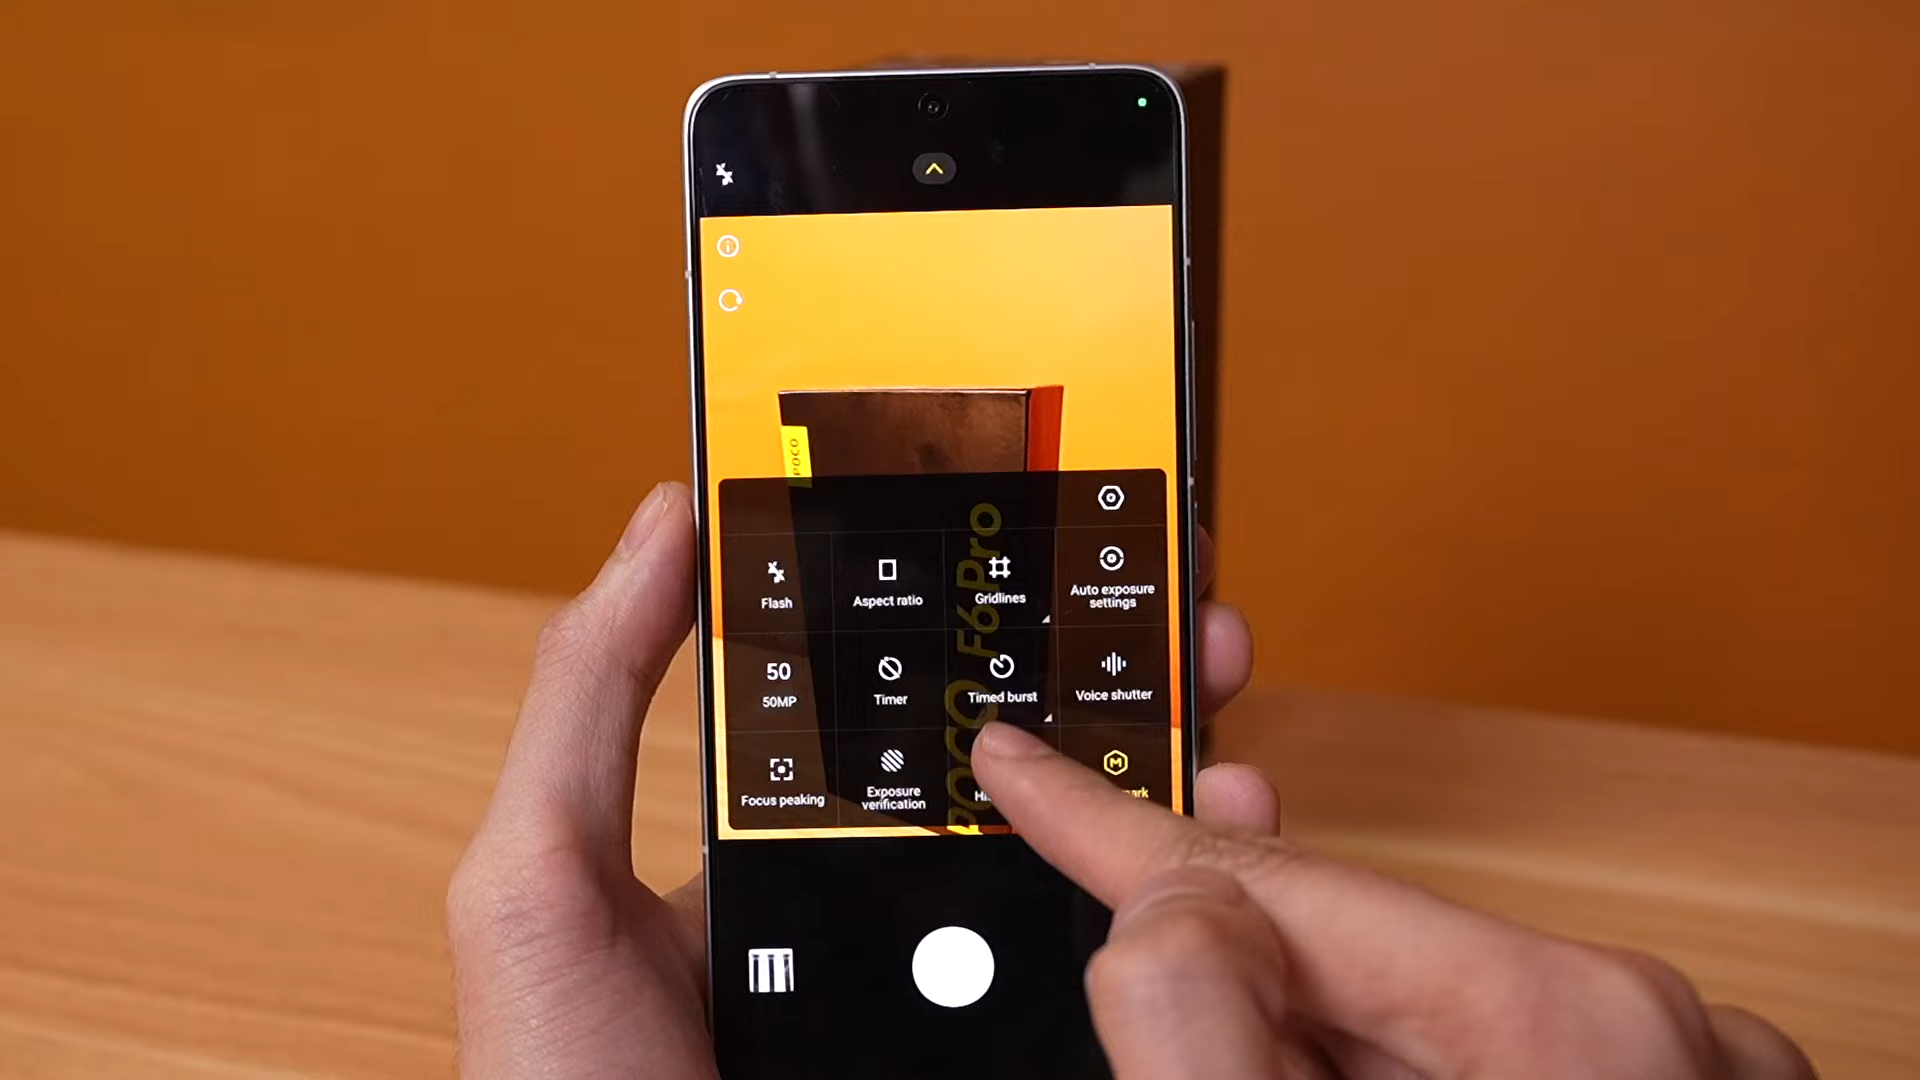 POCO
POCO F6 Pro
Flash
Aspect ratio
Gridlines
Auto exposure
settings
50
50MP
Timer
Timed burst
Voice shutter
Focus peaking
Exposure
verification
M